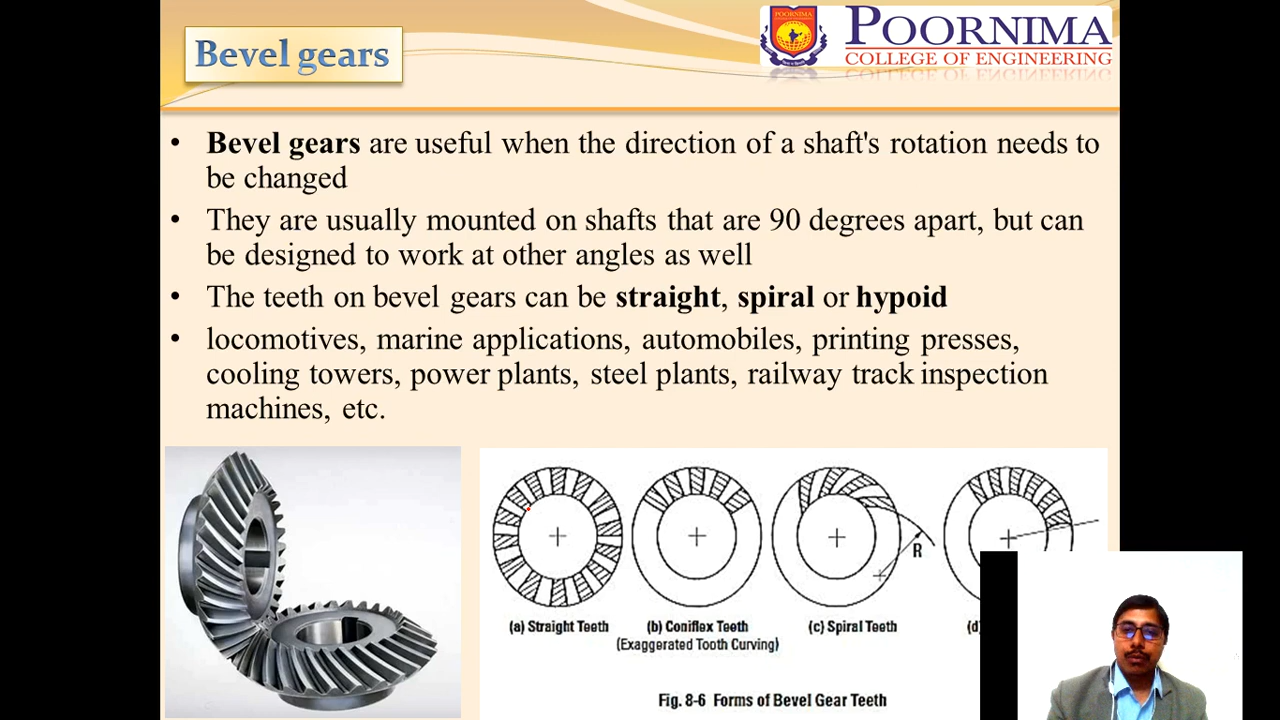 Bevel gears
POORNIMA
COLLEGE OF ENGINEERING
• Bevel gears are useful when the direction of a shaft's rotation needs to
be changed
• They are usually mounted on shafts that are 90 degrees apart, but can
be designed to work at other angles as well
• The teeth on bevel gears can be straight, spiral or hypoid
• locomotives, marine applications, automobiles, printing presses,
cooling towers, power plants, steel plants, railway track inspection
machines, etc.
R
(a) Straight Teeth
(b) Coniflex Teeth
(Exaggerated Tooth Curving)
(c) Spiral Teeth
(d)
Fig. 8-6 Forms of Bevel Gear Teeth